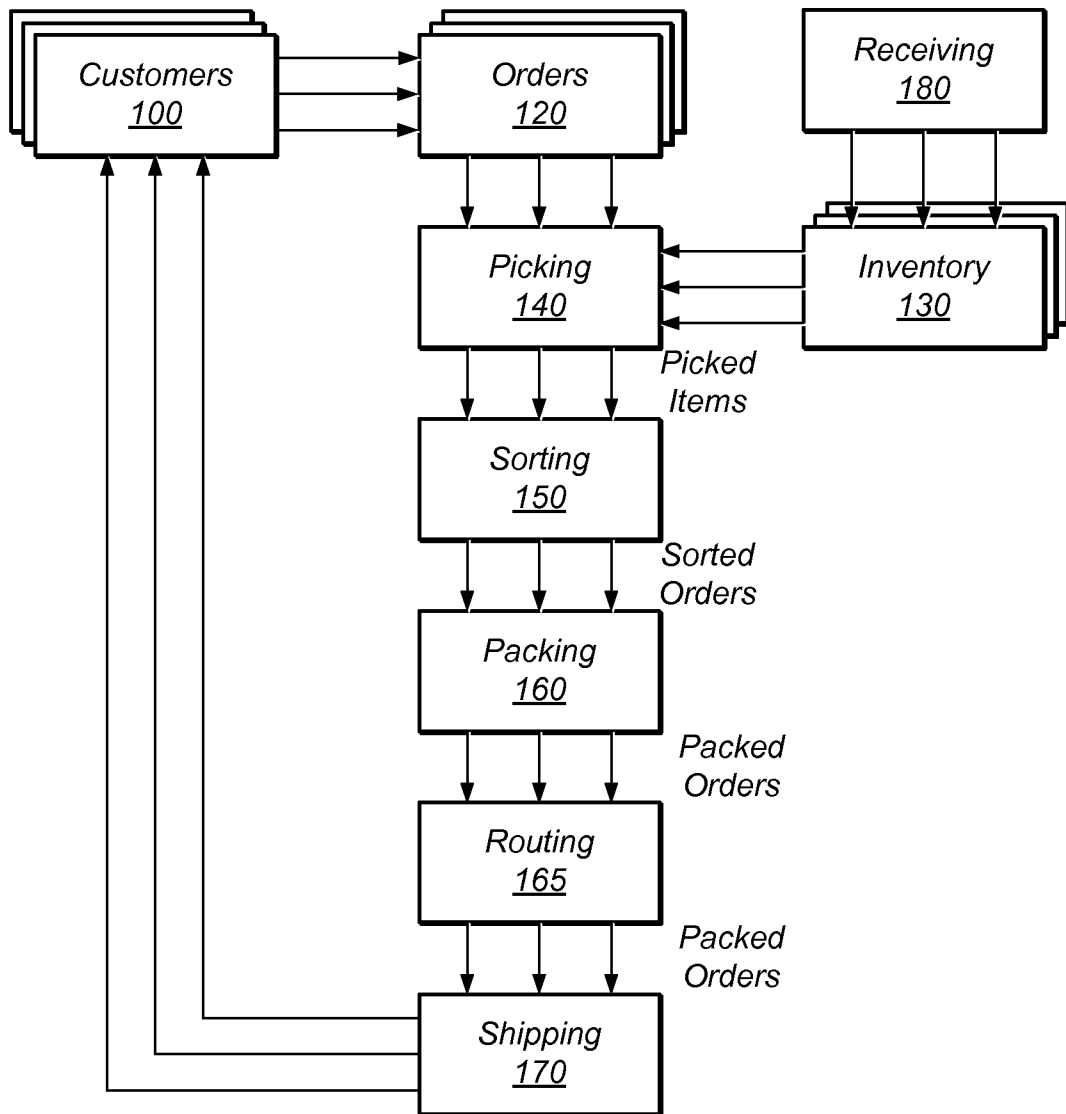 Customers
100
Orders
120
Receiving
180
Picking
140
Inventory
130
Picked
Items
Sorting
150
Sorted
Orders
Packing
160
Packed
Orders
Routing
165
Packed
Orders
Shipping
170